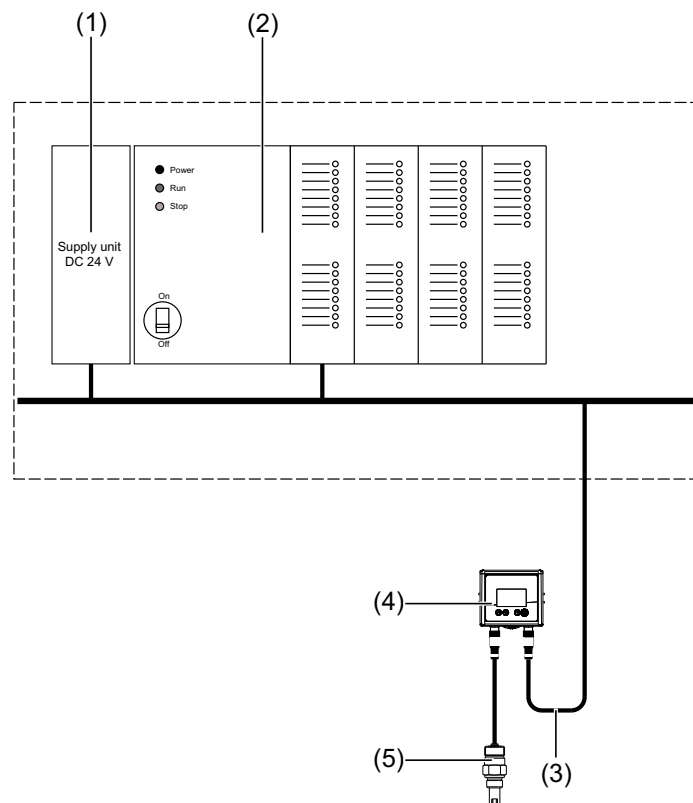 (1)
(2)
Power
Run
Stop
Supply unit
DC 24 V
On
Off
(4)
(5)
(3)